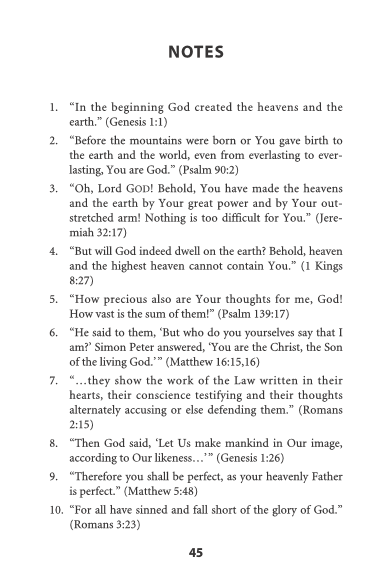 NOTES
1. “In the beginning God created the heavens and the
earth.” (Genesis 1:1)
2. “Before the mountains were born or You gave birth to
the earth and the world, even from everlasting to ever-
lasting, You are God.” (Psalm 90:2)
3. “Oh, Lord GOD! Behold, You have made the heavens
and the earth by Your great power and by Your out-
stretched arm! Nothing is too difficult for You.” (Jere-
miah 32:17)
4. “But will God indeed dwell on the earth? Behold, heaven
and the highest heaven cannot contain You.” (1 Kings
8:27)
5. “How precious also are Your thoughts for me, God!
How vast is the sum of them!” (Psalm 139:17)
6. “He said to them, ‘But who do you yourselves say that I
am?’ Simon Peter answered, ‘You are the Christ, the Son
of the living God.’” (Matthew 16:15,16)
7. “…they show the work of the Law written in their
hearts, their conscience testifying and their thoughts
alternately accusing or else defending them.” (Romans
2:15)
8. “Then God said, ‘Let Us make mankind in Our image,
according to Our likeness…’” (Genesis 1:26)
9. “Therefore you shall be perfect, as your heavenly Father
is perfect.” (Matthew 5:48)
10. “For all have sinned and fall short of the glory of God.”
(Romans 3:23)
45